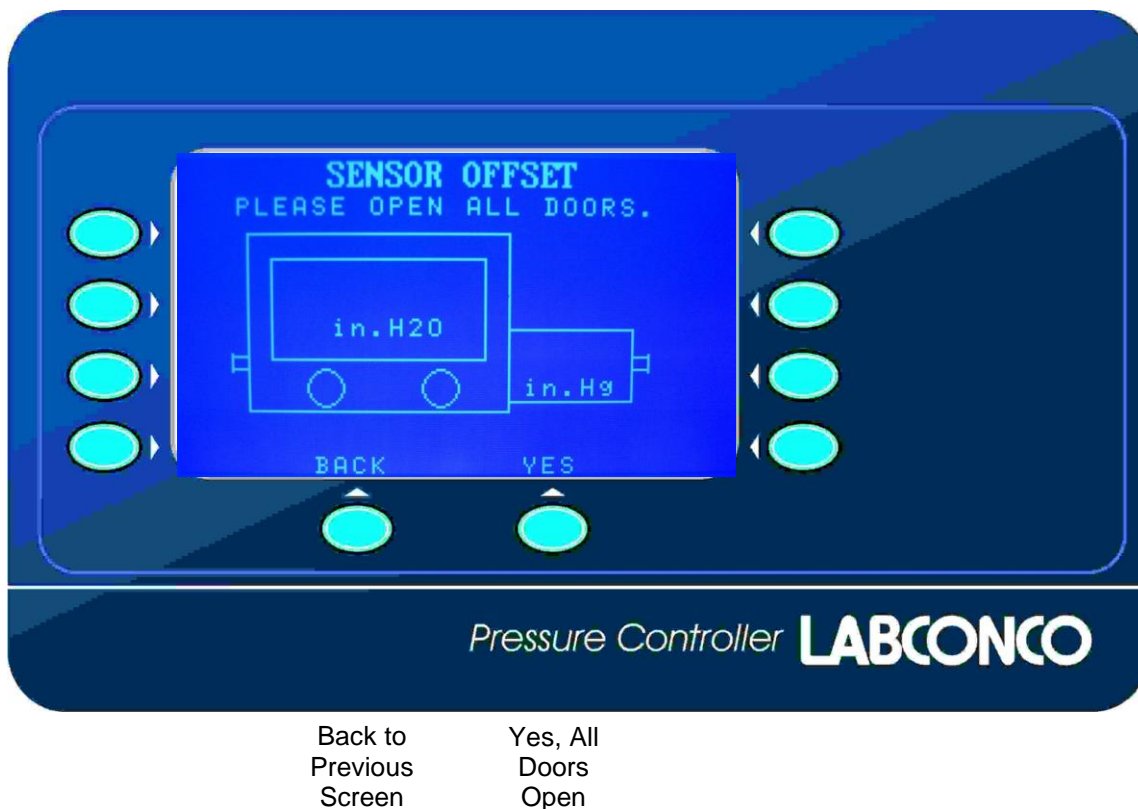 SENSOR OFFSET
PLEASE OPEN ALL DOORS.
in.H2O
in.Hg
BACK YES
Pressure Controller LABCONCO
Back to Yes, All
Previous Doors
Screen Open